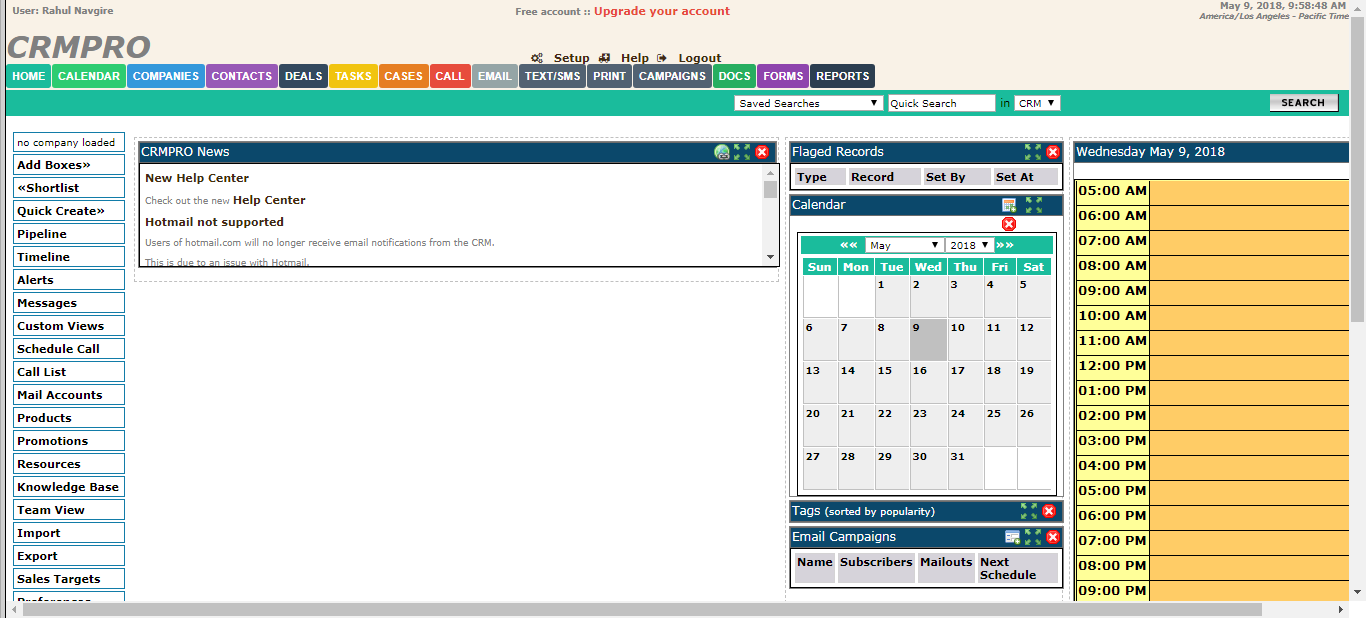 User: Rahul Navgire
Free account :: Upgrade your account
May 9, 2018, 9:58:48 AM
America/Los Angeles - Pacific Time
CRMPRO
Setup Help Logout
HOME CALENDAR COMPANIES CONTACTS DEALS TASKS CASES CALL EMAIL TEXT/SMS PRINT CAMPAIGNS DOCS FORMS REPORTS
Saved Searches Quick Search in CRM SEARCH
no company loaded
Add Boxes»
«Shortlist
Quick Create»
Pipeline
Timeline
Alerts
Messages
Custom Views
Schedule Call
Call List
Mail Accounts
Products
Promotions
Resources
Knowledge Base
Team View
Import
Export
Sales Targets
Preferences
CRMPRO News
New Help Center
Check out the new Help Center
Hotmail not supported
Users of hotmail.com will no longer receive email notifications from the CRM.
This is due to an issue with Hotmail.
Flaged Records
Type Record Set By Set At
Calendar
«« May 2018 »»
Sun Mon Tue Wed Thu Fri Sat
1 2 3 4 5
6 7 8 9 10 11 12
13 14 15 16 17 18 19
20 21 22 23 24 25 26
27 28 29 30 31
Tags (sorted by popularity)
Email Campaigns
Name Subscribers Mailouts Next
Schedule
Wednesday May 9, 2018
05:00 AM
06:00 AM
07:00 AM
08:00 AM
09:00 AM
10:00 AM
11:00 AM
12:00 PM
01:00 PM
02:00 PM
03:00 PM
04:00 PM
05:00 PM
06:00 PM
07:00 PM
08:00 PM
09:00 PM